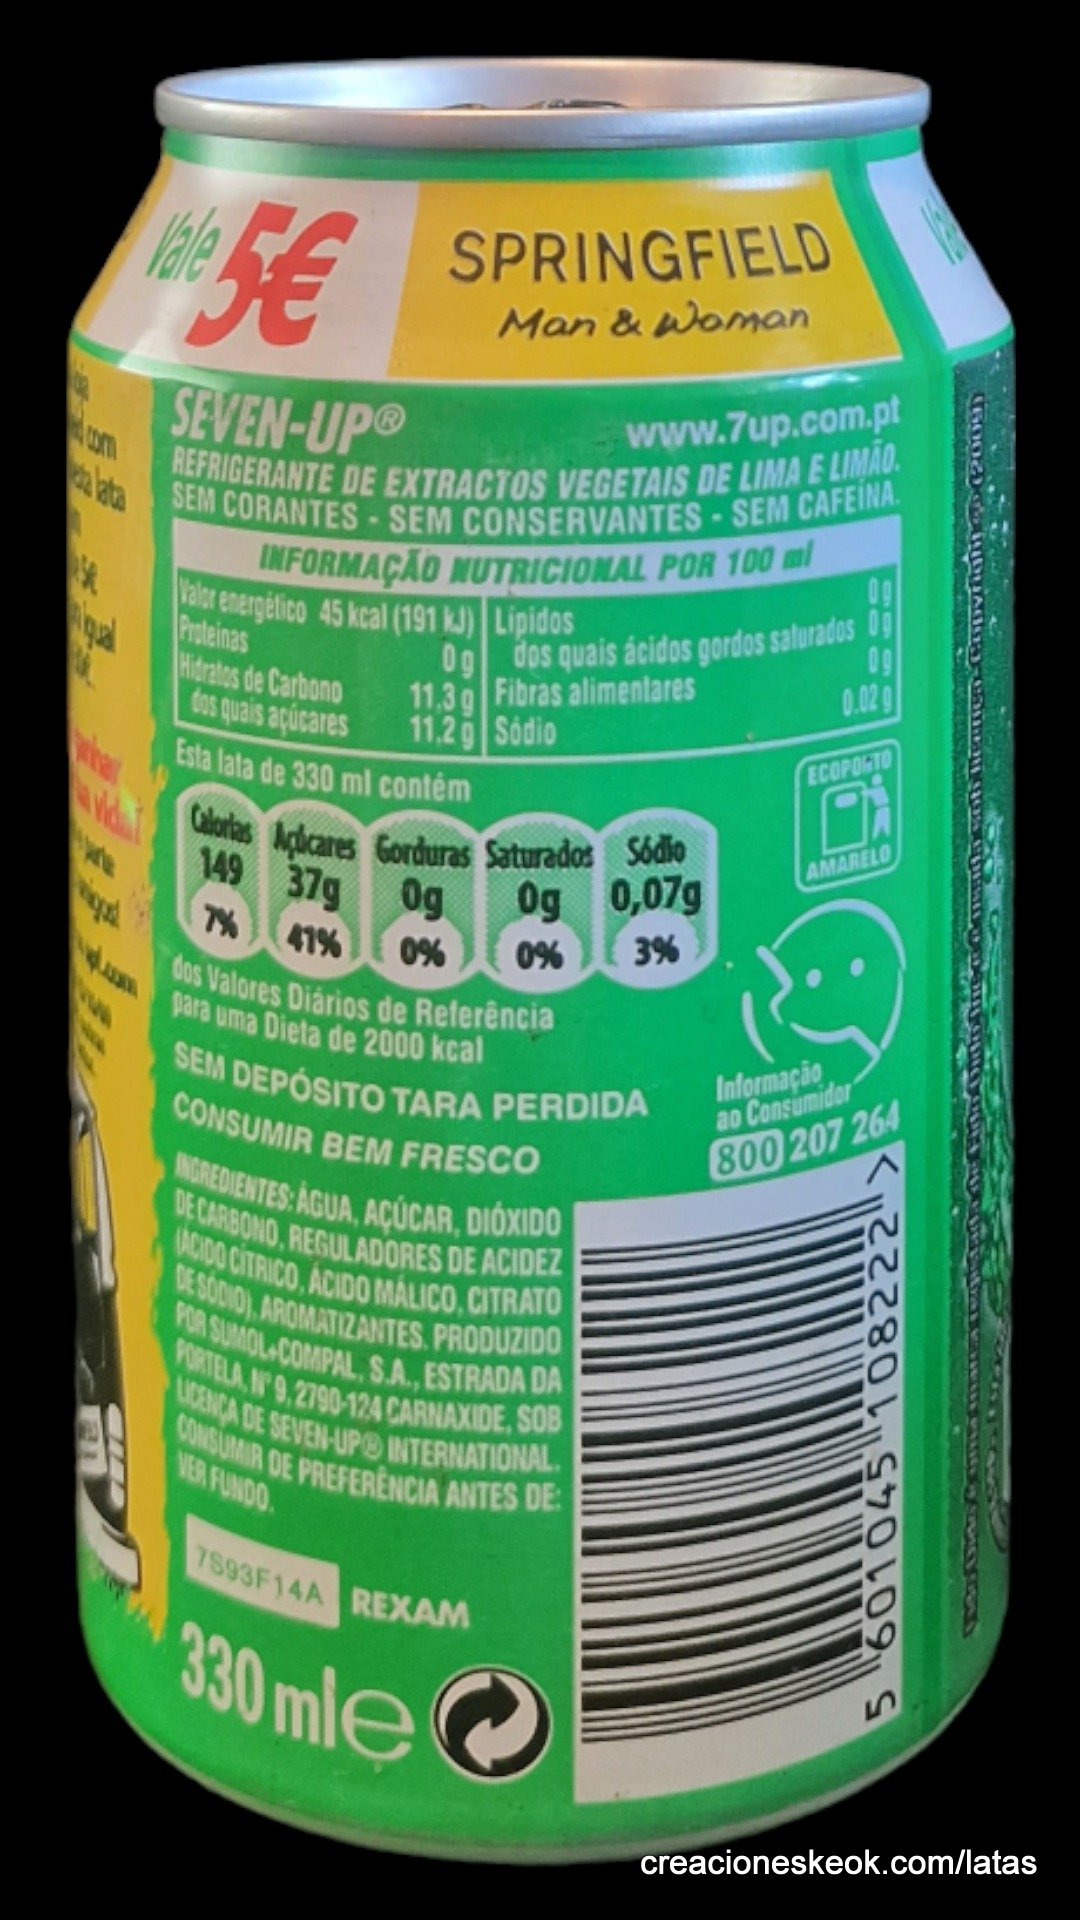 Vale 5€
SPRINGFIELD
Man & Woman
SEVEN-UP®
www.7up.com.pt
REFRIGERANTE DE EXTRACTOS VEGETAIS DE LIMA E LIMÃO.
SEM CORANTES - SEM CONSERVANTES - SEM CAFEÍNA.
INFORMAÇÃO NUTRICIONAL POR 100 ml
Valor energético 45 kcal (191 kJ)
Proteínas 0 g
Hidratos de Carbono 11,3 g
dos quais açúcares 11,2 g
Lípidos 0 g
dos quais ácidos gordos saturados 0 g
Fibras alimentares 0 g
Sódio 0.02 g
Esta lata de 330 ml contém
Calorias 149 7%
Açúcares 37g 41%
Gorduras 0g 0%
Saturados 0g 0%
Sódio 0,07g 3%
dos Valores Diários de Referência
para uma Dieta de 2000 kcal
ECOPONTO
AMARELO
SEM DEPÓSITO TARA PERDIDA
CONSUMIR BEM FRESCO
Informação
ao Consumidor
800 207 264
INGREDIENTES: ÁGUA, AÇÚCAR, DIÓXIDO
DE CARBONO, REGULADORES DE ACIDEZ
(ÁCIDO CÍTRICO, ÁCIDO MÁLICO, CITRATO
DE SÓDIO), AROMATIZANTES. PRODUZIDO
POR SUMOL+COMPAL, S.A., ESTRADA DA
PORTELA, Nº 9, 2790-124 CARNAXIDE, SOB
LICENÇA DE SEVEN-UP® INTERNATIONAL.
CONSUMIR DE PREFERÊNCIA ANTES DE:
VER FUNDO.
7S93F14A
REXAM
330 ml e
5 601045 108222 >
creacioneskeok.com/latas